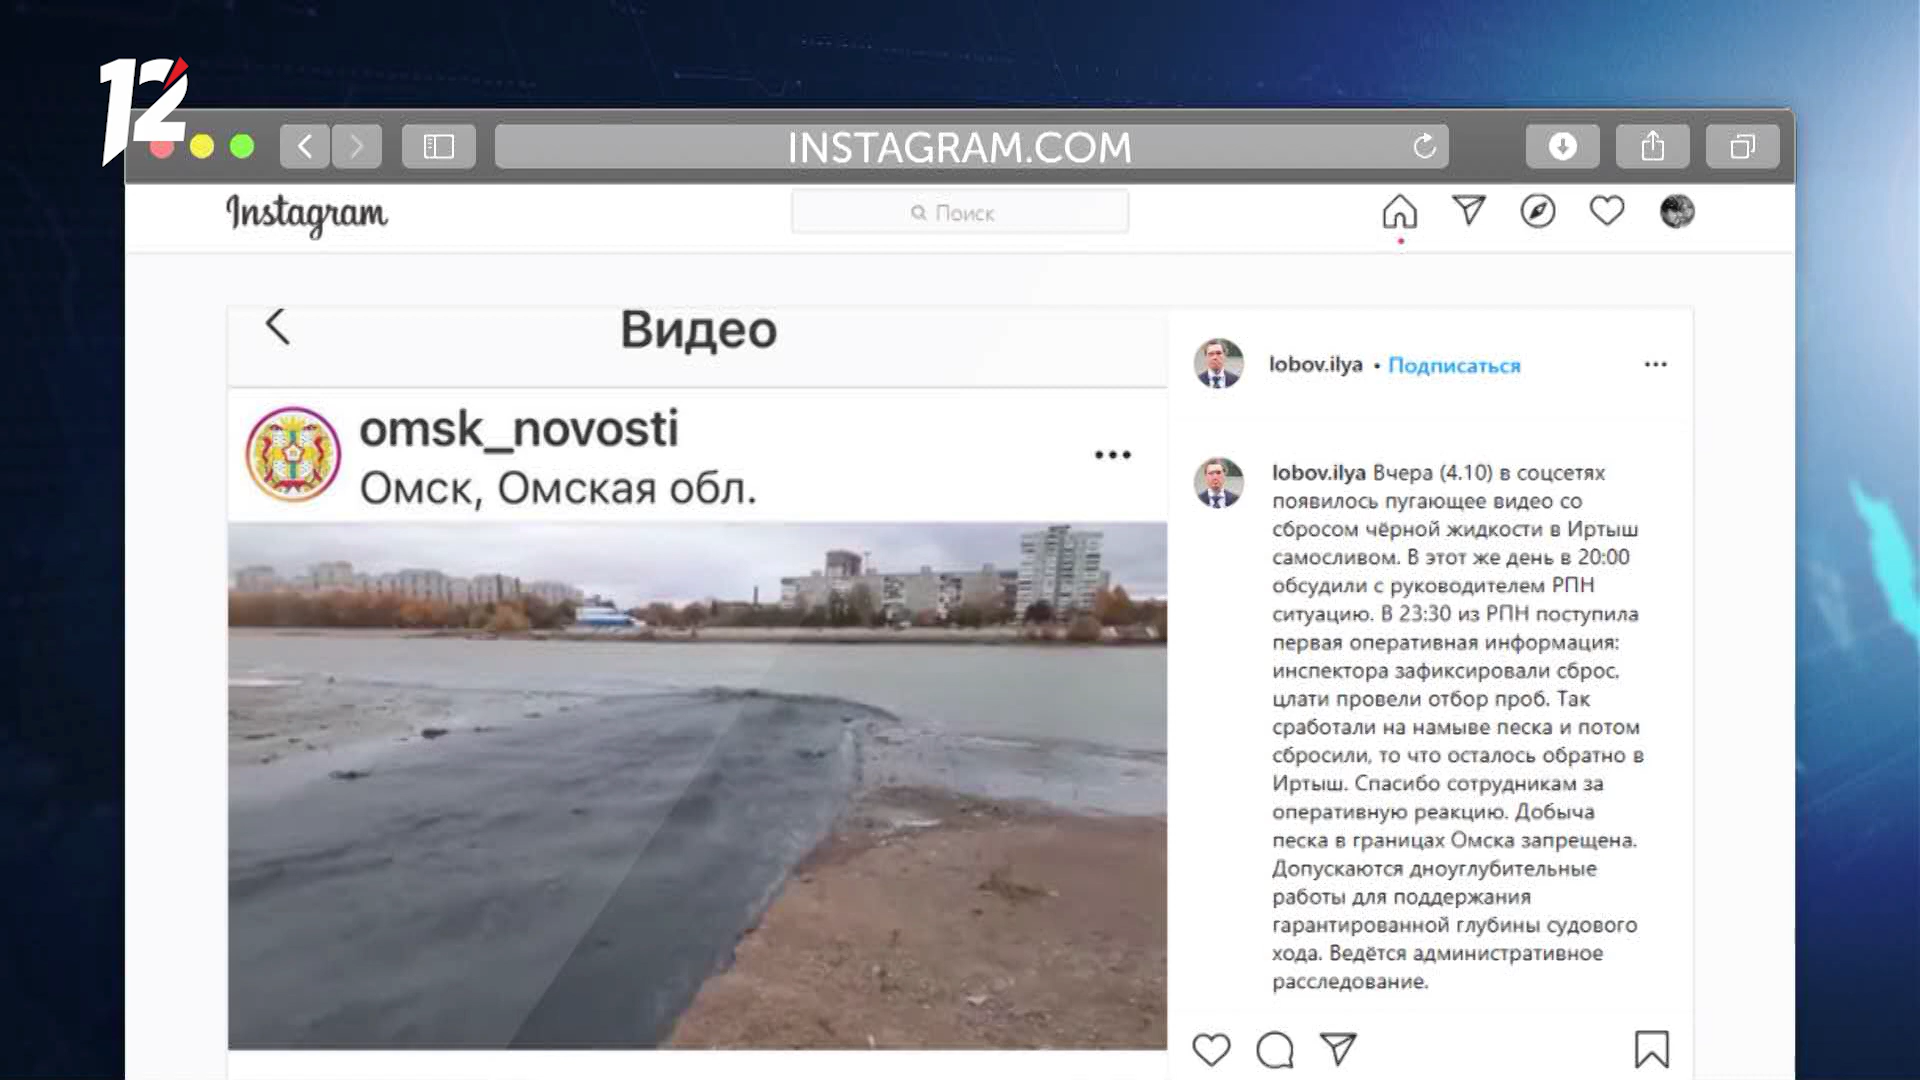 12
INSTAGRAM.COM
Instagram
Поиск
Видео
omsk_novosti
Омск, Омская обл.
lobov.ilya • Подписаться
lobov.ilya Вчера (4.10) в соцсетях
появилось пугающее видео со
сбросом чёрной жидкости в Иртыш
самосливом. В этот же день в 20:00
обсудили с руководителем РПН
ситуацию. В 23:30 из РПН поступила
первая оперативная информация:
инспектора зафиксировали сброс.
цлати провели отбор проб. Так
сработали на намыве песка и потом
сбросили, то что осталось обратно в
Иртыш. Спасибо сотрудникам за
оперативную реакцию. Добыча
песка в границах Омска запрещена.
Допускаются дноуглубительные
работы для поддержания
гарантированной глубины судового
хода. Ведётся административное
расследование.